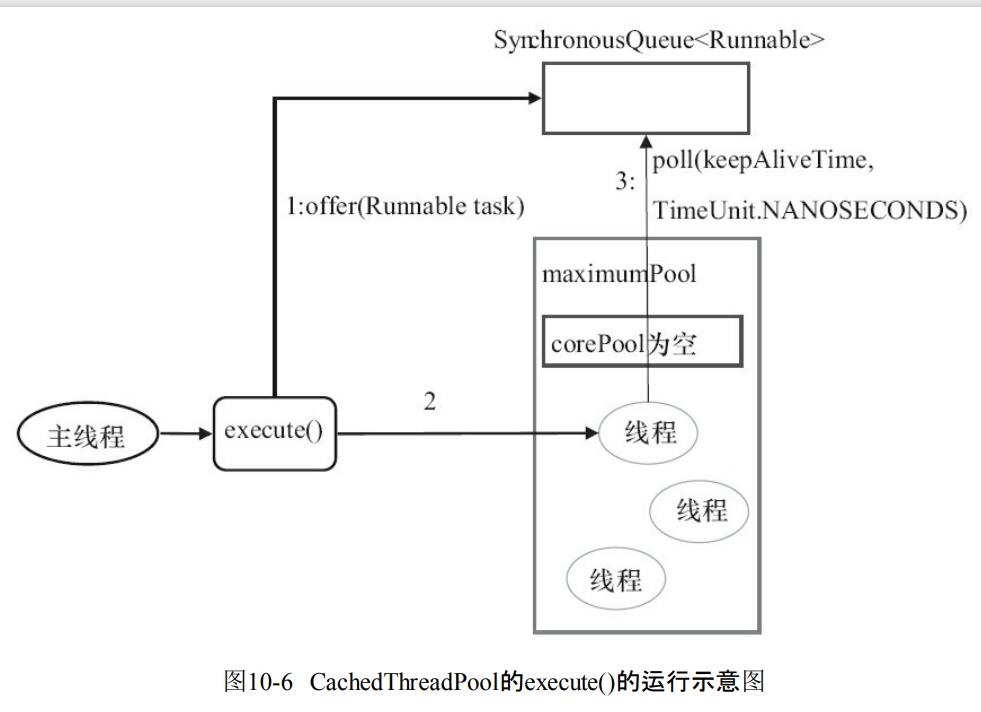 SynchronousQueue<Runnable>
poll(keepAliveTime,
3:
1:offer(Runnable task)
TimeUnit.NANOSECONDS)
maximumPool
corePool为空
2
主线程
execute()
线程
线程
线程
图10-6 CachedThreadPool的execute()的运行示意图